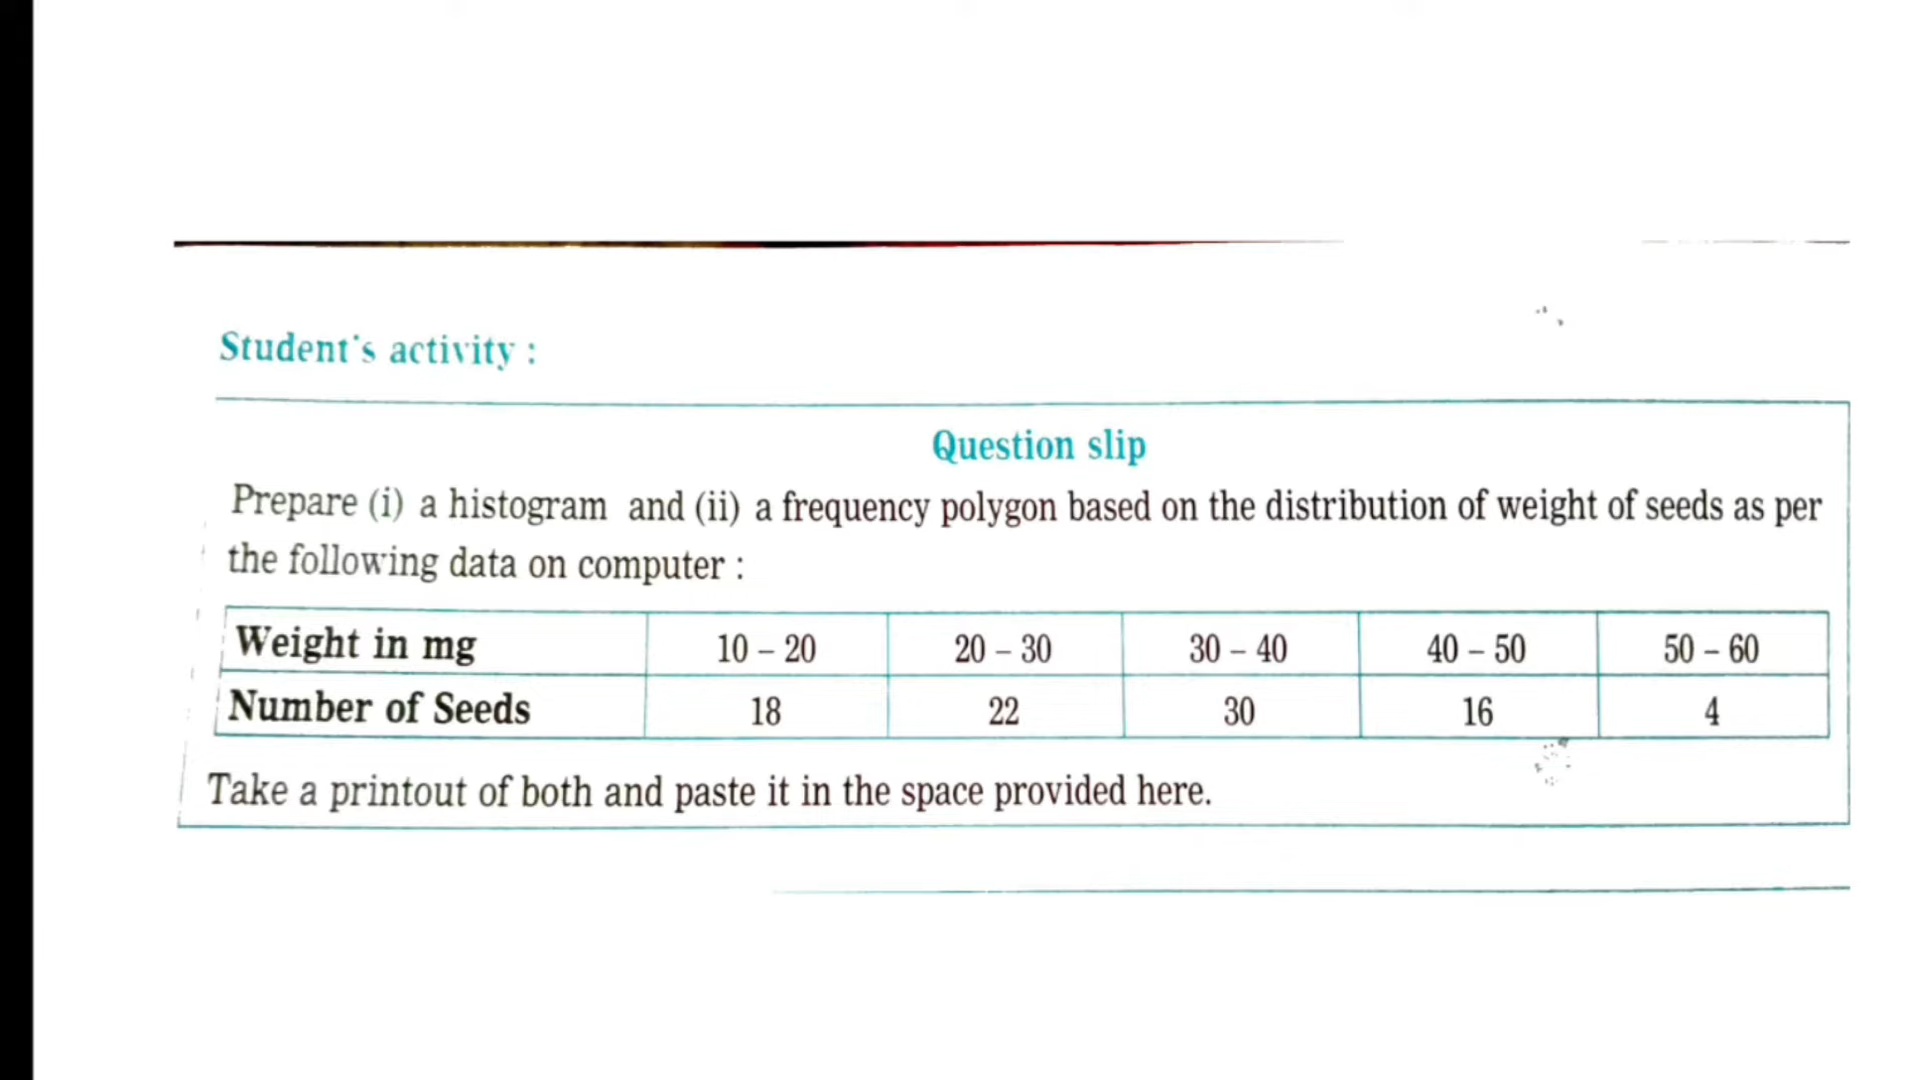 Student's activity :
Question slip
Prepare (i) a histogram and (ii) a frequency polygon based on the distribution of weight of seeds as per
the following data on computer :
Weight in mg 10 – 20 20 – 30 30 – 40 40 – 50 50 – 60
Number of Seeds 18 22 30 16 4
Take a printout of both and paste it in the space provided here.